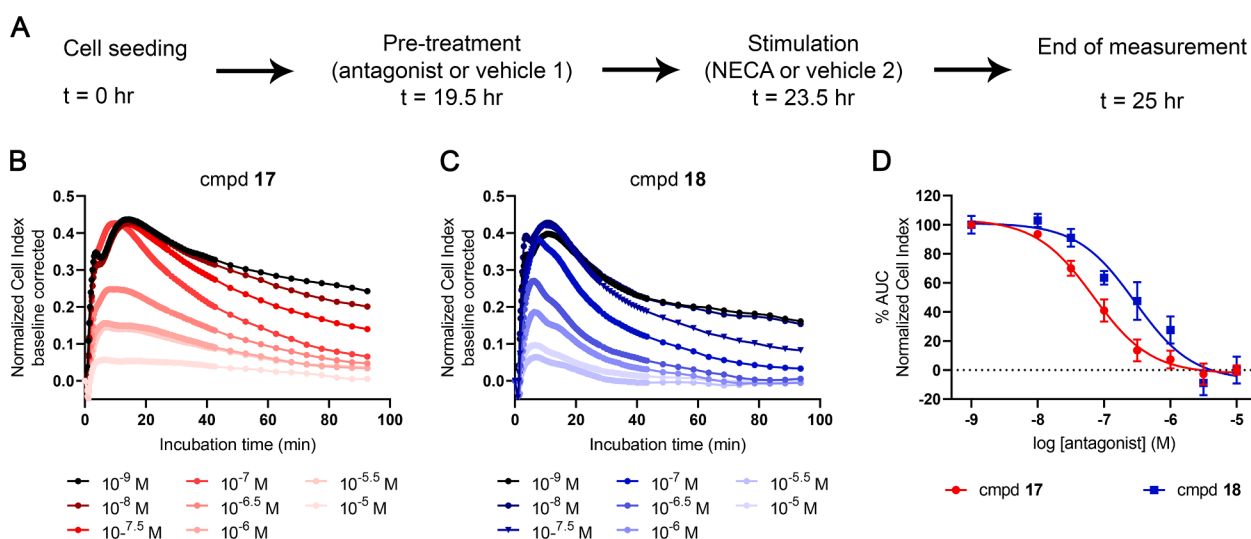 A
Cell seeding
t = 0 hr
Pre-treatment
(antagonist or vehicle 1)
t = 19.5 hr
Stimulation
(NECA or vehicle 2)
t = 23.5 hr
End of measurement
t = 25 hr
B
cmpd 17
Normalized Cell Index
baseline corrected
0.5
0.4
0.3
0.2
0.1
0.0
0 20 40 60 80 100
Incubation time (min)
10-9 M
10-8 M
10-7.5 M
10-7 M
10-6.5 M
10-6 M
10-5.5 M
10-5 M
C
cmpd 18
Normalized Cell Index
baseline corrected
0.5
0.4
0.3
0.2
0.1
0.0
0 20 40 60 80 100
Incubation time (min)
10-9 M
10-8 M
10-7.5 M
10-7 M
10-6.5 M
10-6 M
10-5.5 M
10-5 M
D
% AUC
Normalized Cell Index
120
100
80
60
40
20
0
-20
-9 -8 -7 -6 -5
log [antagonist] (M)
cmpd 17
cmpd 18